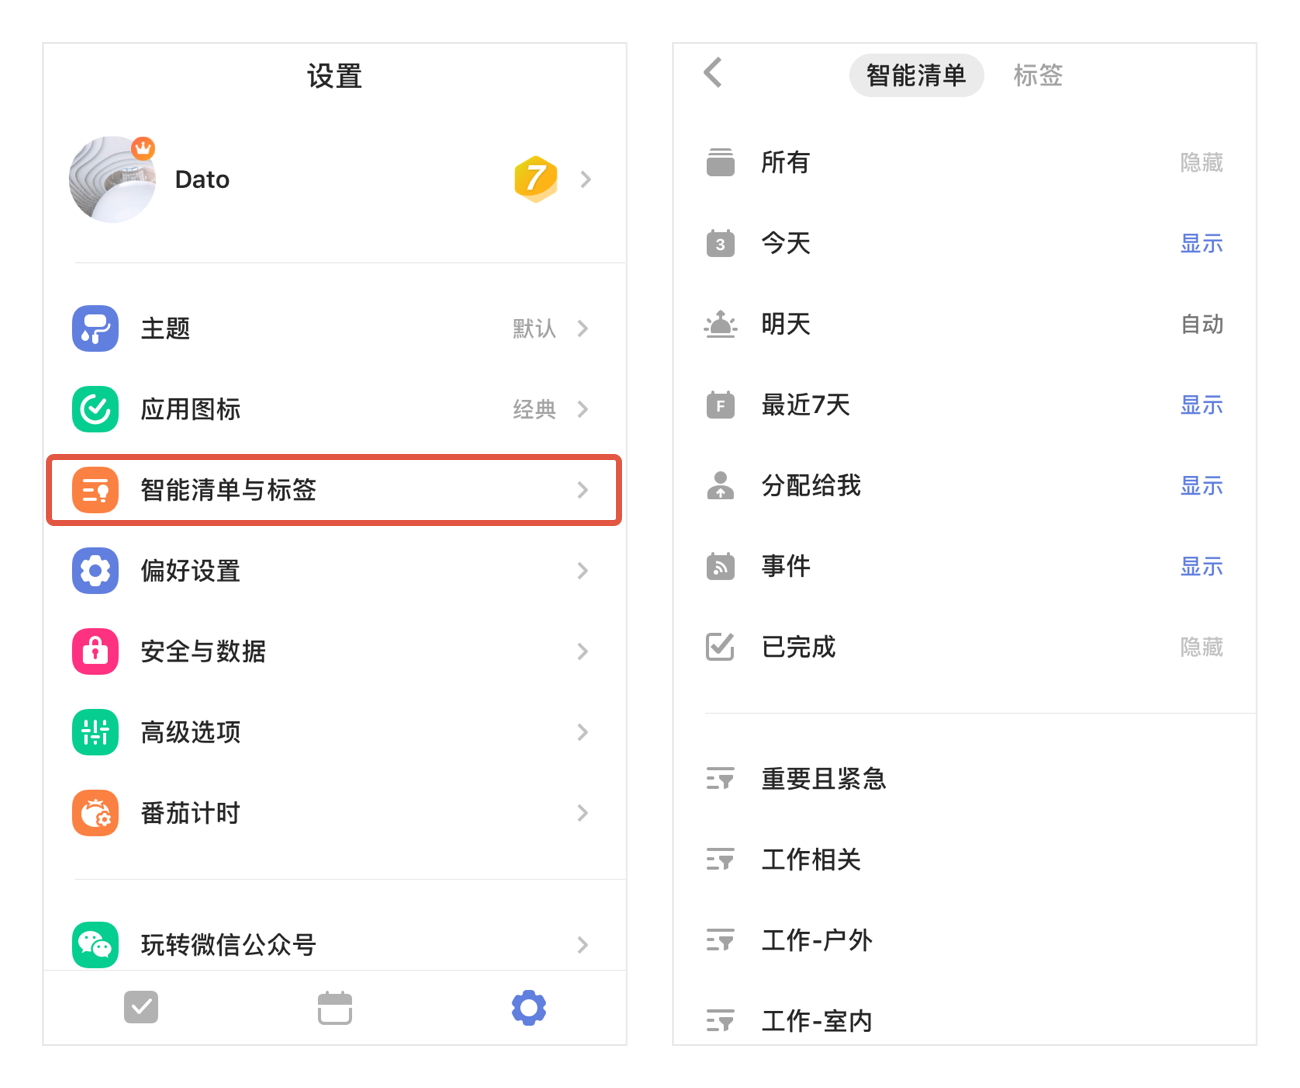 设置
Dato
7
主题
默认
应用图标
经典
智能清单与标签
偏好设置
安全与数据
高级选项
番茄计时
玩转微信公众号
智能清单
标签
所有
隐藏
3
今天
显示
明天
自动
F
最近7天
显示
分配给我
显示
事件
显示
已完成
隐藏
重要且紧急
工作相关
工作-户外
工作-室内